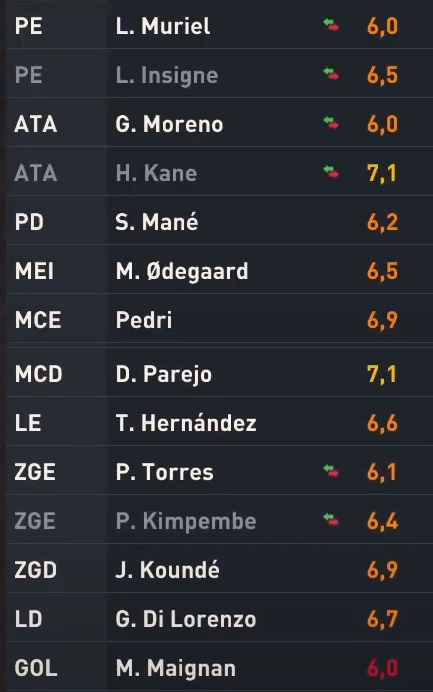 PE L. Muriel 6,0
PE L. Insigne 6,5
ATA G. Moreno 6,0
ATA H. Kane 7,1
PD S. Mané 6,2
MEI M. Ødegaard 6,5
MCE Pedri 6,9
MCD D. Parejo 7,1
LE T. Hernández 6,6
ZGE P. Torres 6,1
ZGE P. Kimpembe 6,4
ZGD J. Koundé 6,9
LD G. Di Lorenzo 6,7
GOL M. Maignan 6,0